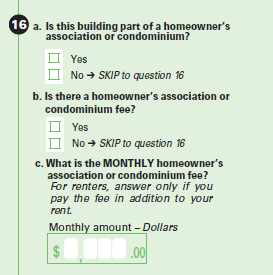 16 a. Is this building part of a homeowner's
association or condominium?
Yes
No → SKIP to question 16
b. Is there a homeowner's association or
condominium fee?
Yes
No → SKIP to question 16
c. What is the MONTHLY homeowner's
association or condominium fee?
For renters, answer only if you
pay the fee in addition to your
rent.
Monthly amount – Dollars
$ , .00